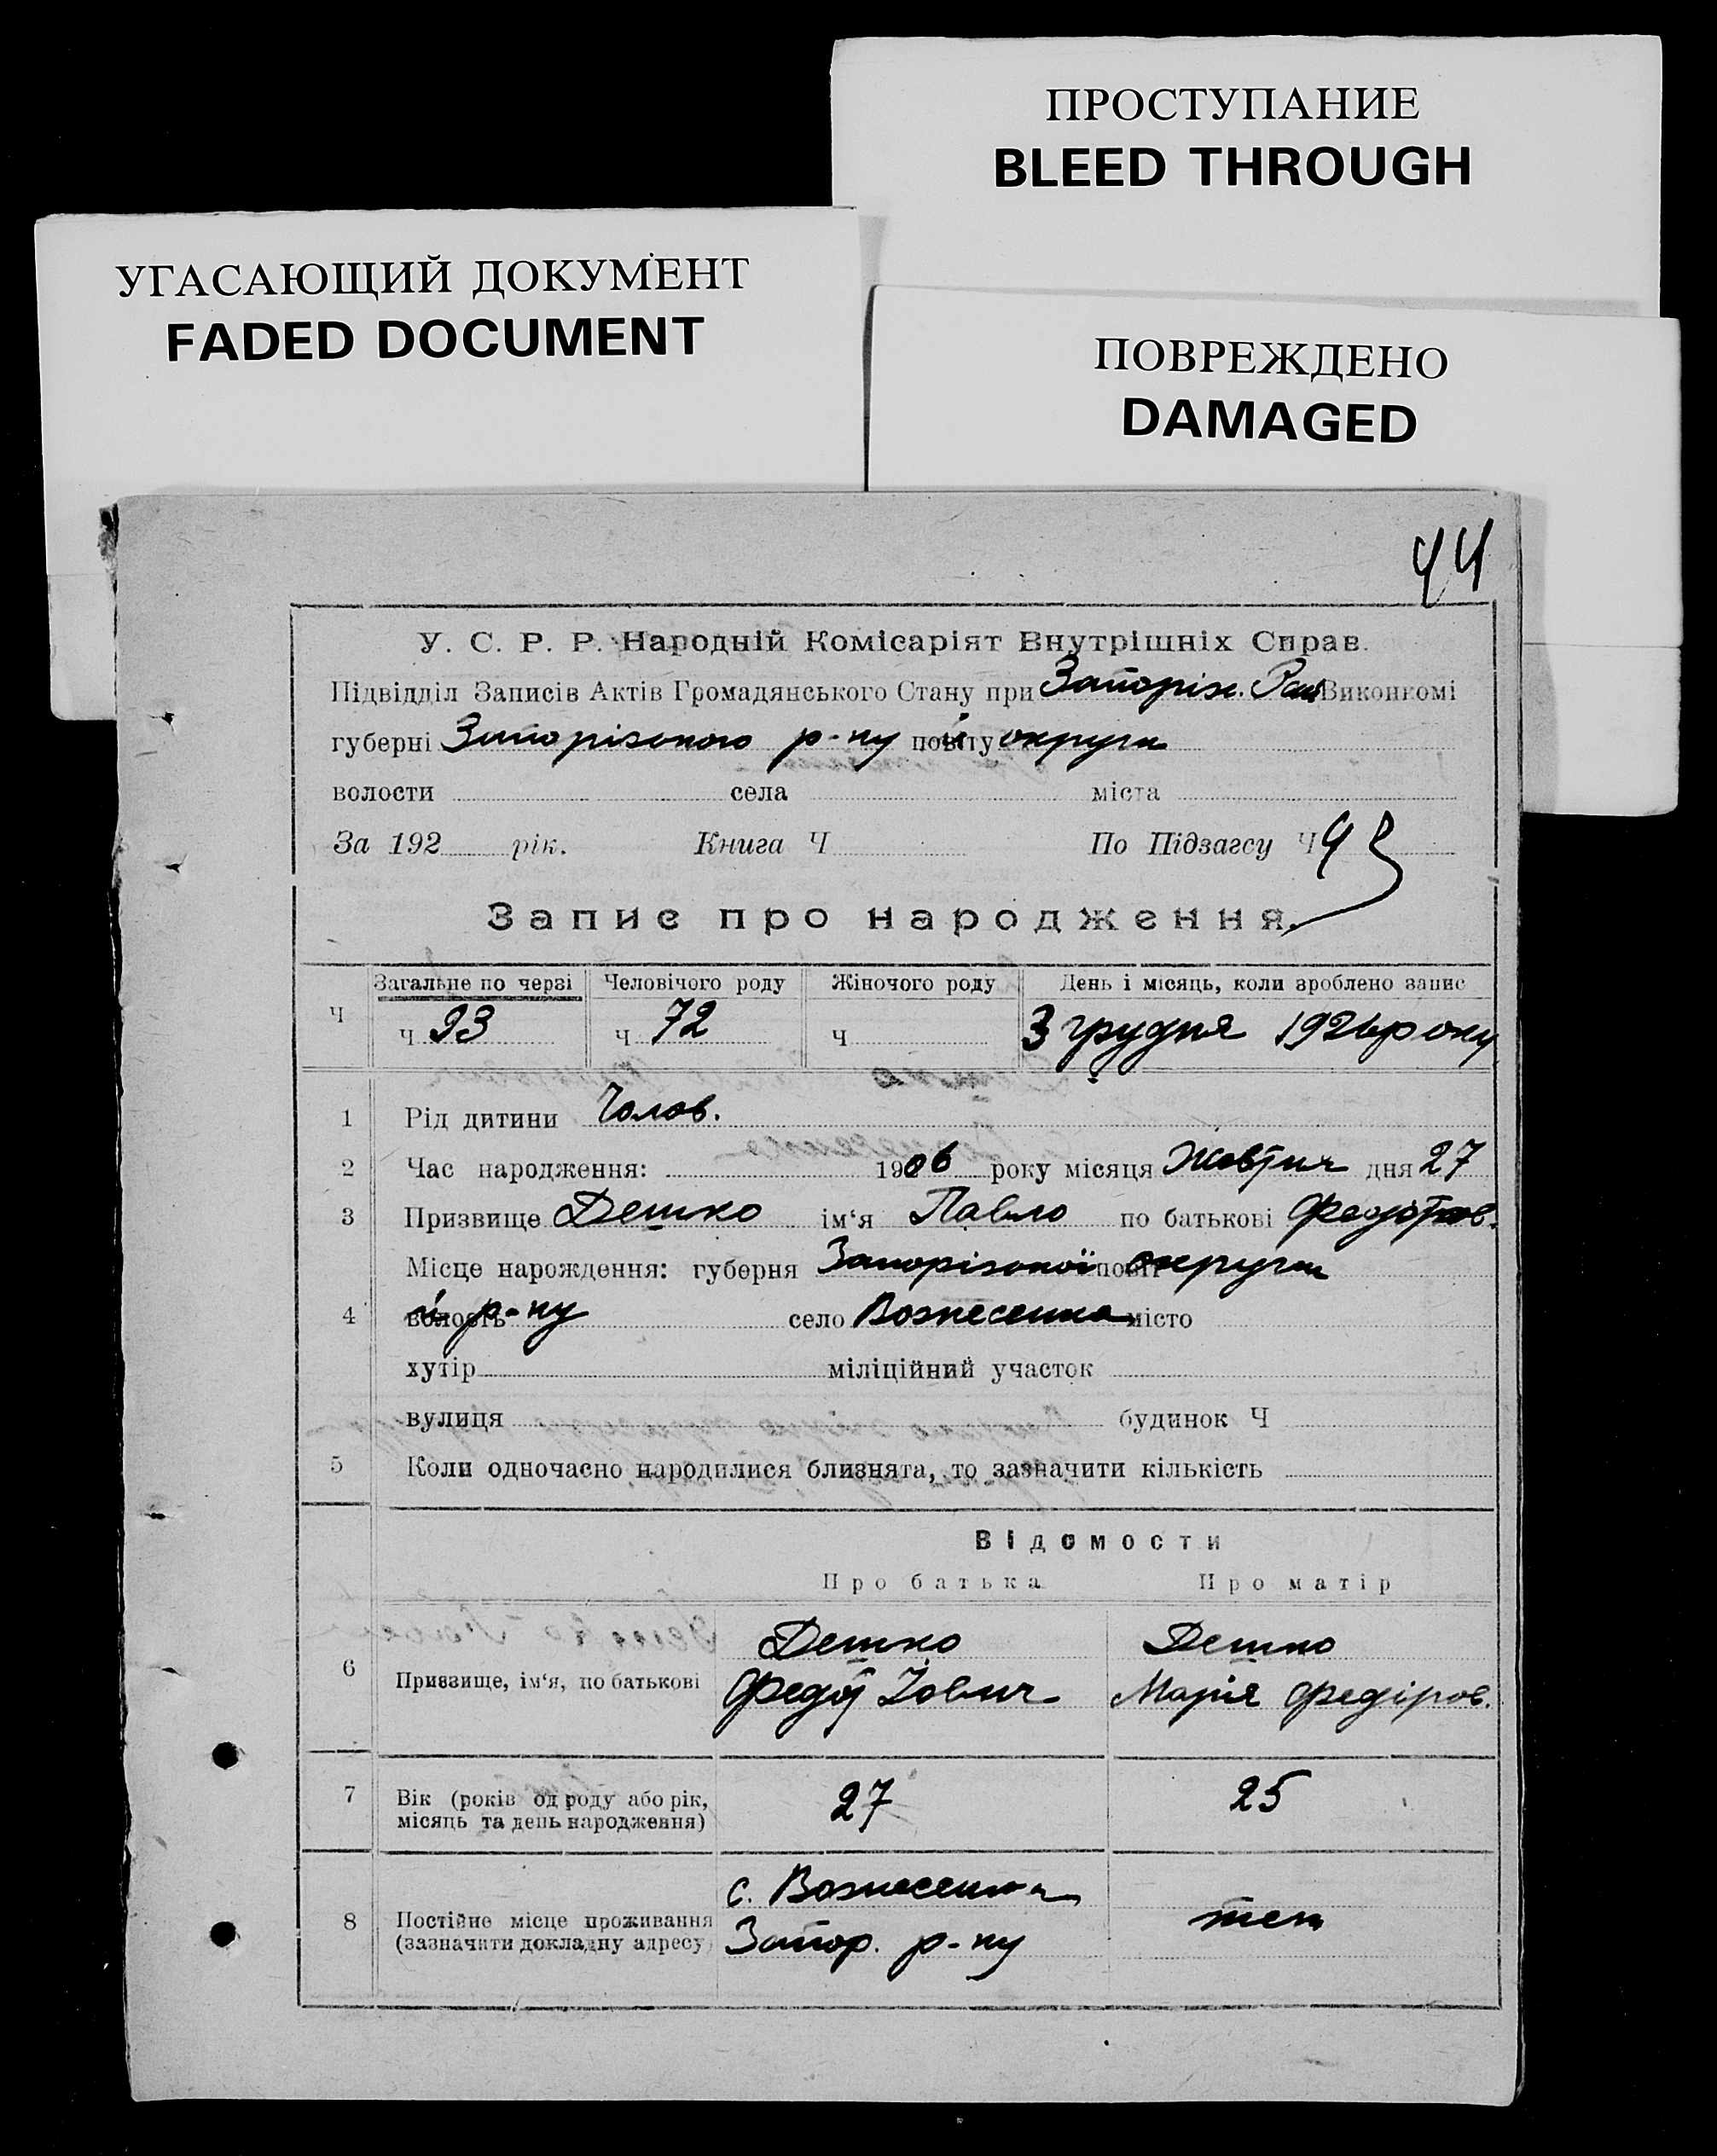 ПРОСТУПАНИЕ
BLEED THROUGH
УГАСАЮЩИЙ ДОКУМЕНТ
FADED DOCUMENT
ПОВРЕЖДЕНО
DAMAGED
44
У. С. Р. Р. Народній Комісаріят Внутрішніх Справ.
Підвідділ Записів Актів Громадянського Стану при Запоріж. Рай Виконкомі
губерні Запорізького р-ну повіту округи
волости села міста
За 192 рік. Книга Ч По Підзагсу Ч 93
Запис про народження.
Ч Загальне по черзі Человічого роду Жіночого роду День і місяць, коли зроблено запис
ч 93 ч 72 ч 3 грудня 1926 року
1 Рід дитини Чолов.
2 Час народження: 1906 року місяця Жовтня дня 27
3 Призвище Дешко ім‘я Павло по батькові Федотов.
Місце народження: губерня Запорізької повіт округи
4 волость р-ну село Вознесенка місто
хутір міліційний участок
вулиця будинок Ч
5 Коли одночасно народилися близнята, то зазначити кількість
Відомости
Про батька Про матір
6 Призвище, ім‘я, по батькові Дешко Дешко
Федот Іович Марія Федіров.
7 Вік (років од роду або рік, місяць та день народження) 27 25
8 Постійне місце проживання (зазначити докладну адресу) с. Вознесенка
Запор. р-ну теж